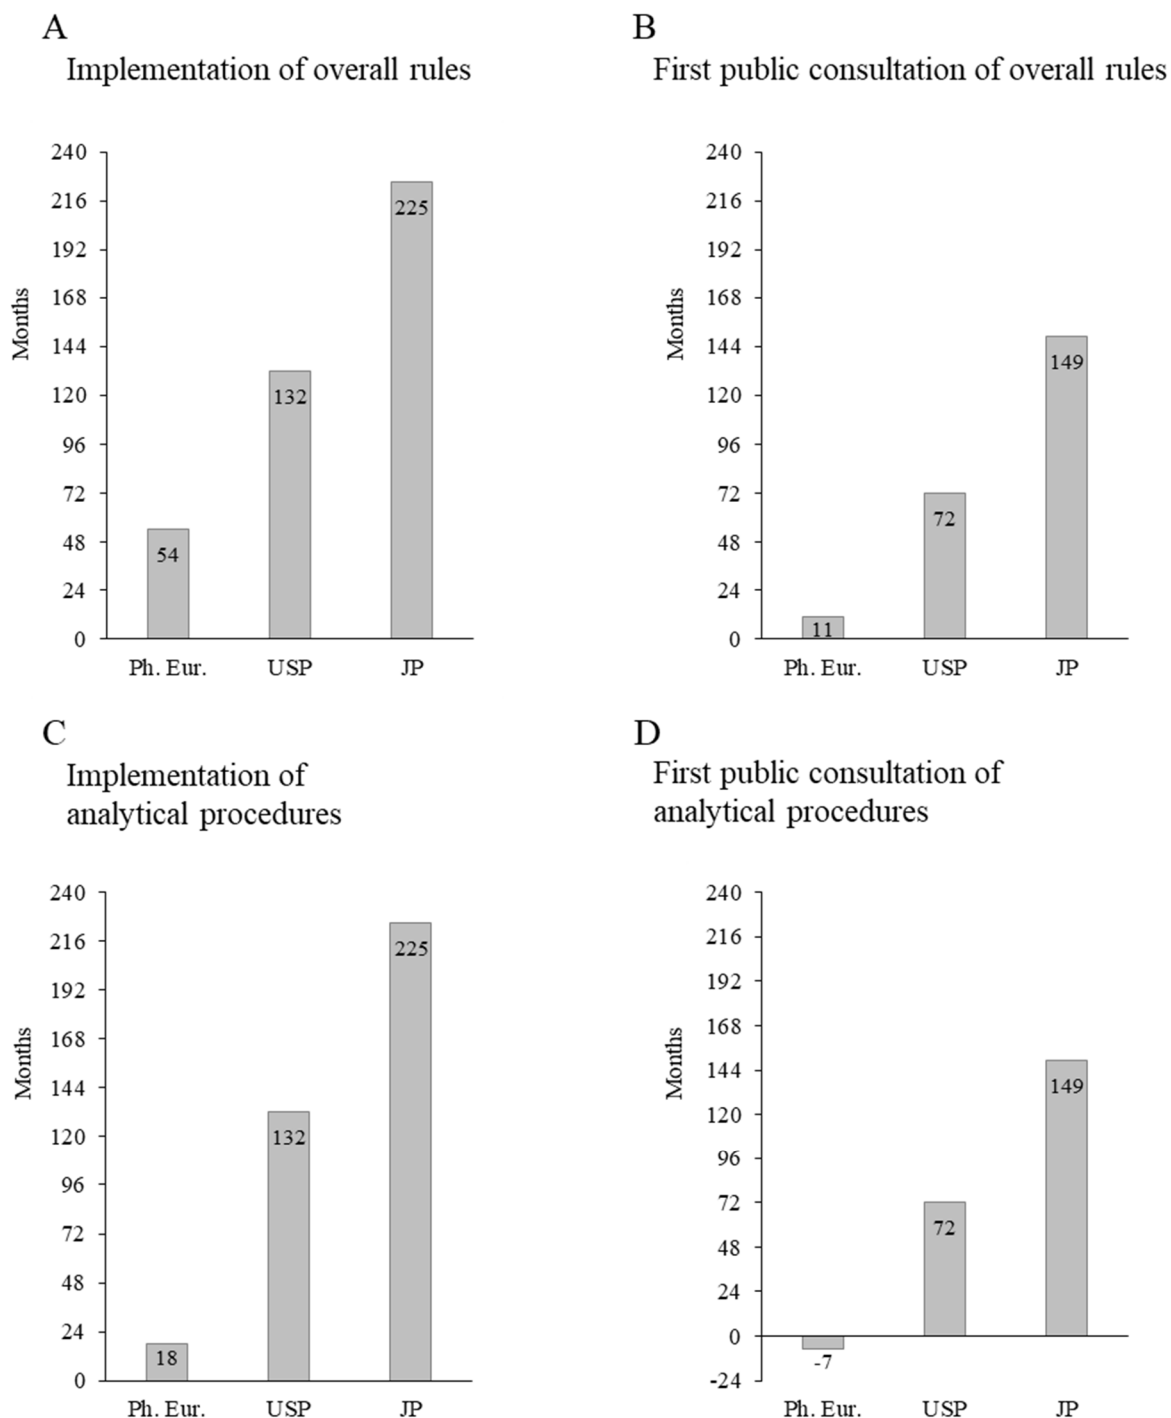 A
Implementation of overall rules
240
216
192
168
144
120
96
72
48
24
0
Months
54
132
225
Ph. Eur.
USP
JP
B
First public consultation of overall rules
240
216
192
168
144
120
96
72
48
24
0
Months
11
72
149
Ph. Eur.
USP
JP
C
Implementation of
analytical procedures
240
216
192
168
144
120
96
72
48
24
0
Months
18
132
225
Ph. Eur.
USP
JP
D
First public consultation of
analytical procedures
240
216
192
168
144
120
96
72
48
24
0
-24
Months
-7
72
149
Ph. Eur.
USP
JP